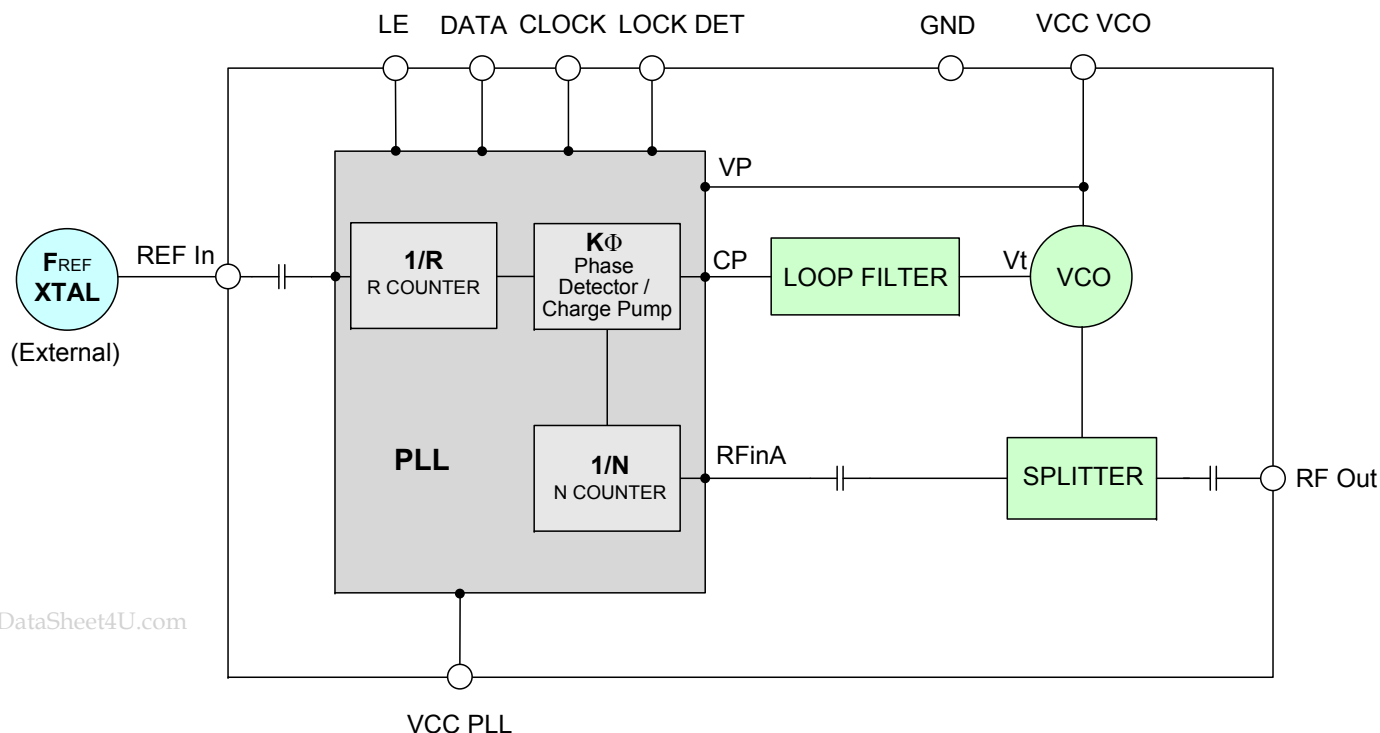 LE DATA CLOCK LOCK DET GND VCC VCO
VP
REF In
FREF
XTAL
(External)
1/R
R COUNTER
KΦ
Phase
Detector /
Charge Pump
CP
LOOP FILTER
Vt
VCO
PLL
1/N
N COUNTER
RFinA
SPLITTER
RF Out
DataSheet4U.com
VCC PLL